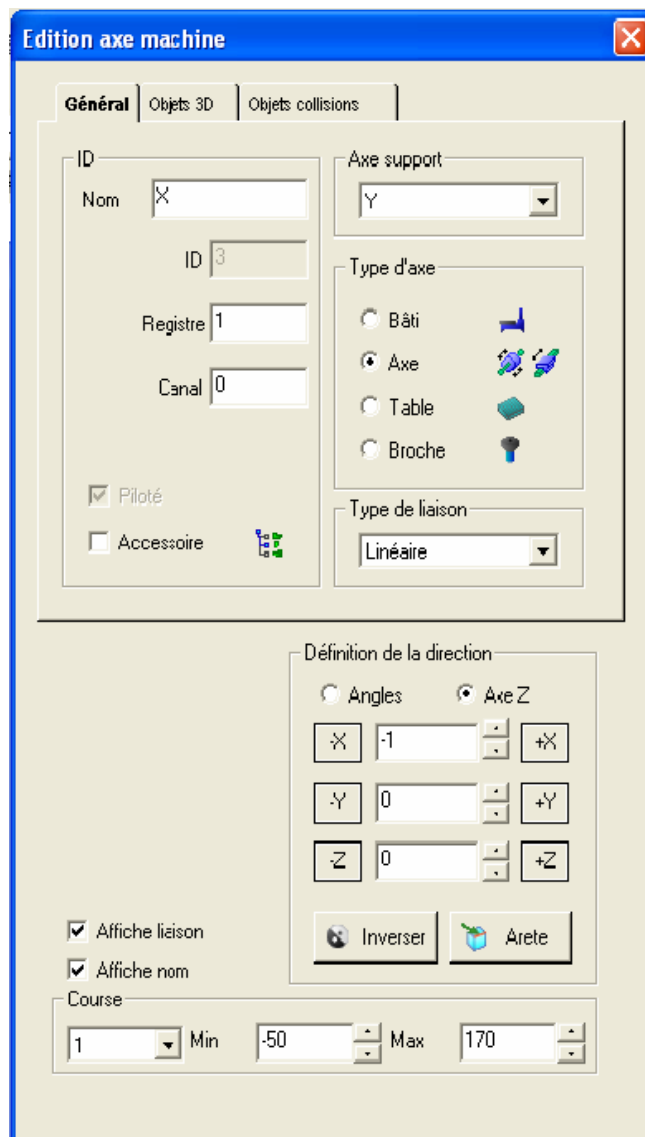 Edition axe machine
Général Objets 3D Objets collisions
ID
Nom X
ID 3
Registre 1
Canal 0
Piloté
Accessoire
Axe support
Y
Type d'axe
Bâti
Axe
Table
Broche
Type de liaison
Linéaire
Définition de la direction
Angles Axe Z
-X -1 +X
-Y 0 +Y
-Z 0 +Z
Inverser Arete
Affiche liaison
Affiche nom
Course
1 Min -50 Max 170